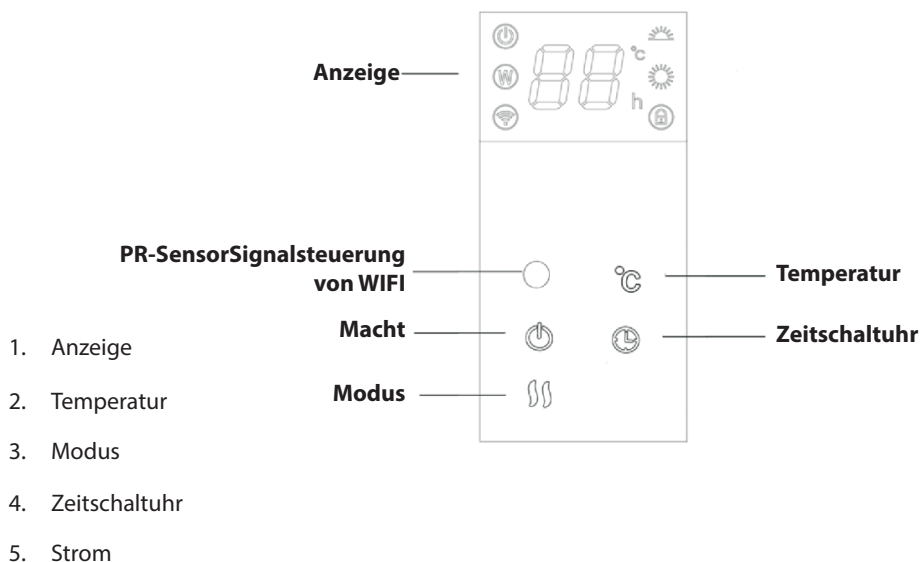 Anzeige
W
88
°C
h
PR-SensorSignalsteuerung
von WIFI
°C
Temperatur
Macht
Zeitschaltuhr
Modus
1. Anzeige
2. Temperatur
3. Modus
4. Zeitschaltuhr
5. Strom